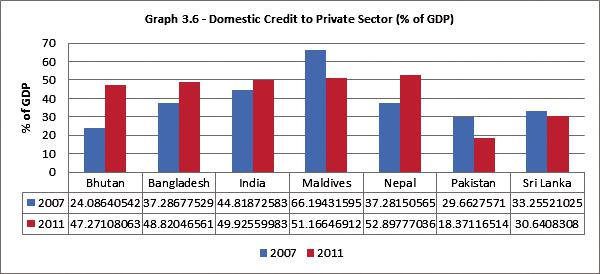 Graph 3.6 - Domestic Credit to Private Sector (% of GDP)
% of GDP
70
60
50
40
30
20
10
0
Bhutan Bangladesh India Maldives Nepal Pakistan Sri Lanka
2007 24.08640542 37.28677529 44.81872583 66.19431595 37.28150565 29.6627571 33.25521025
2011 47.27108063 48.82046561 49.92559983 51.16646912 52.89777036 18.37116514 30.6408308
2007 2011